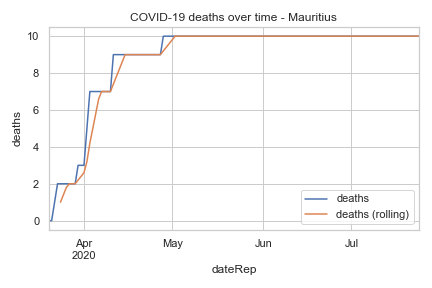 COVID-19 deaths over time - Mauritius
10
8
6
4
2
0
deaths
Apr
2020
May
Jun
Jul
dateRep
deaths
deaths (rolling)